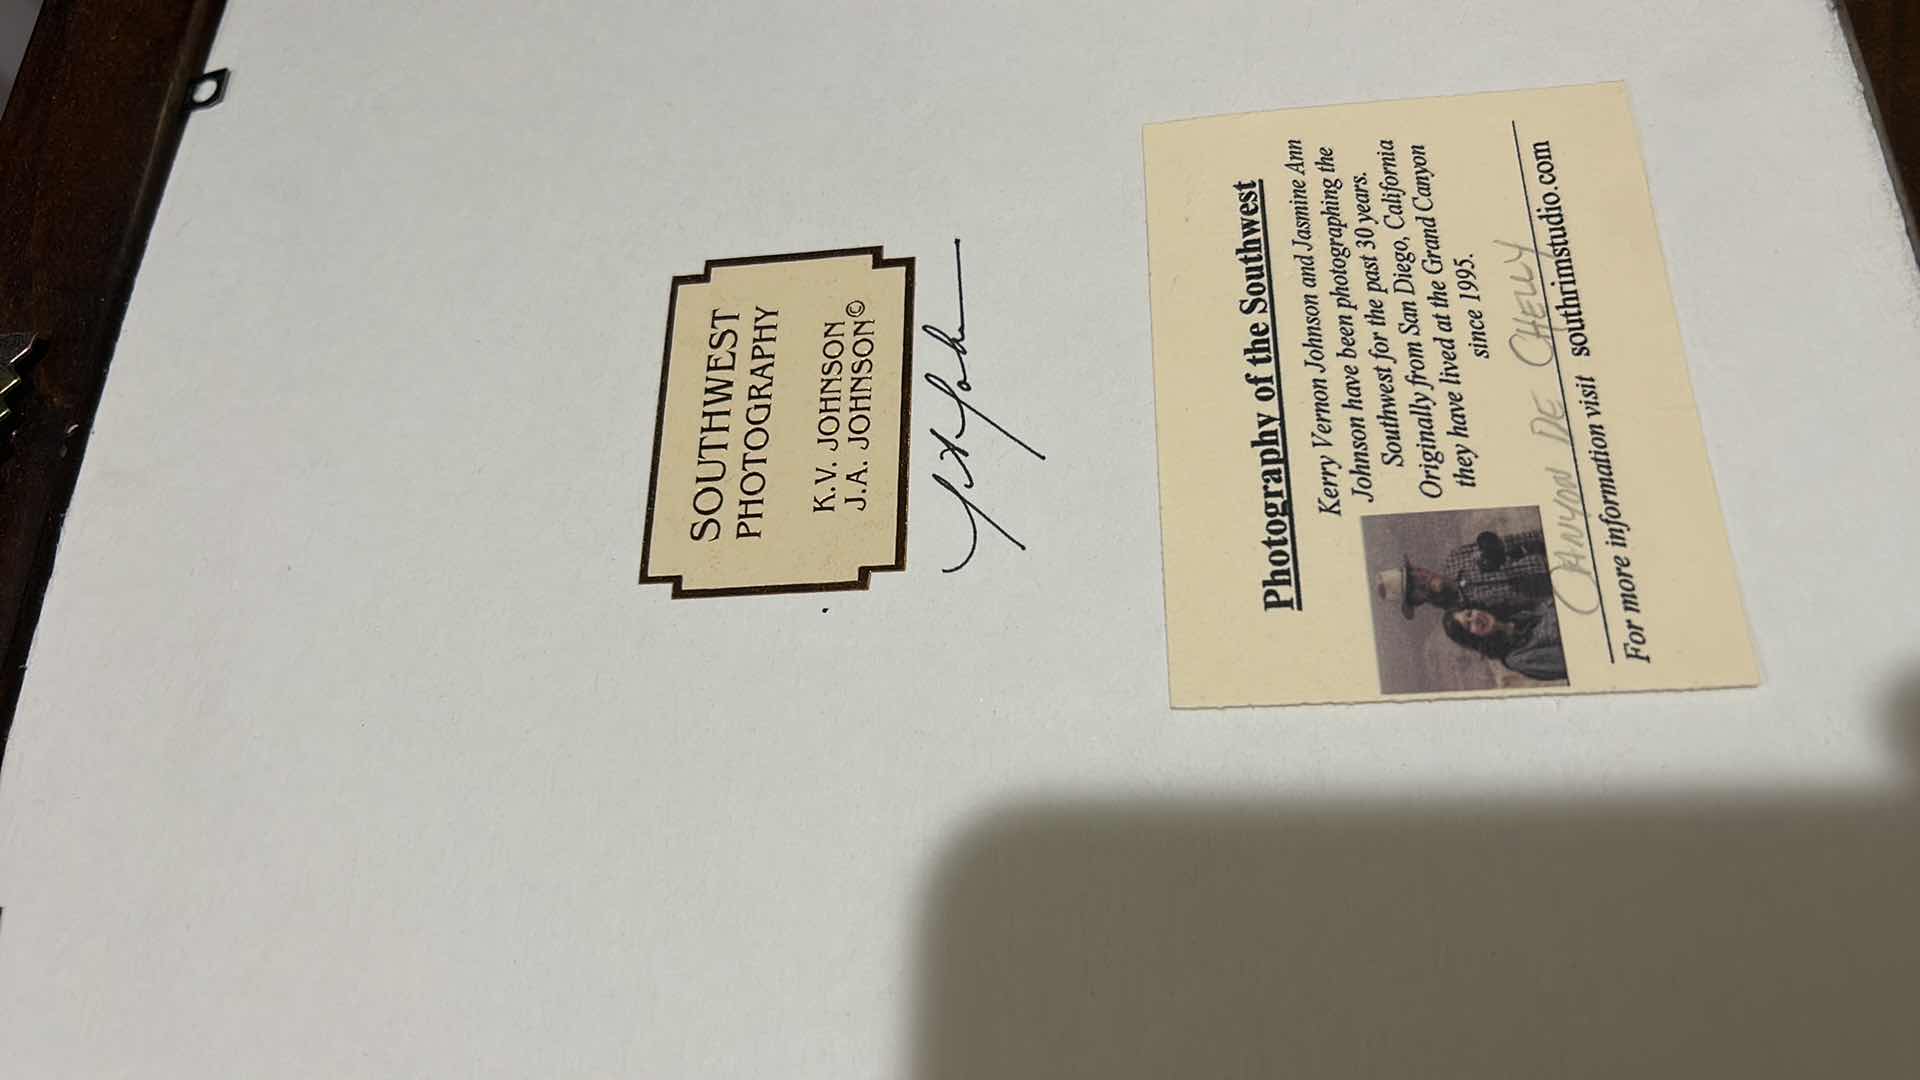 SOUTHWEST
PHOTOGRAPHY
K.V. JOHNSON
J.A. JOHNSON©
Photography of the Southwest
Kerry Vernon Johnson and Jasmine Ann
Johnson have been photographing the
Southwest for the past 30 years.
Originally from San Diego, California
they have lived at the Grand Canyon
since 1995.
CANYON DE CHELLY
For more information visit southrimstudio.com